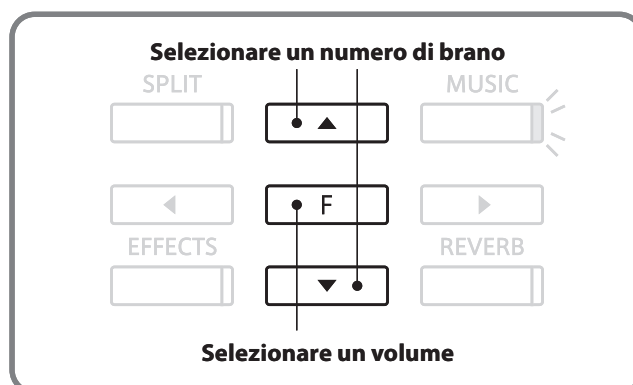 Selezionare un numero di brano
SPLIT MUSIC
▲
◀ F ▶
EFFECTS REVERB
▼
Selezionare un volume